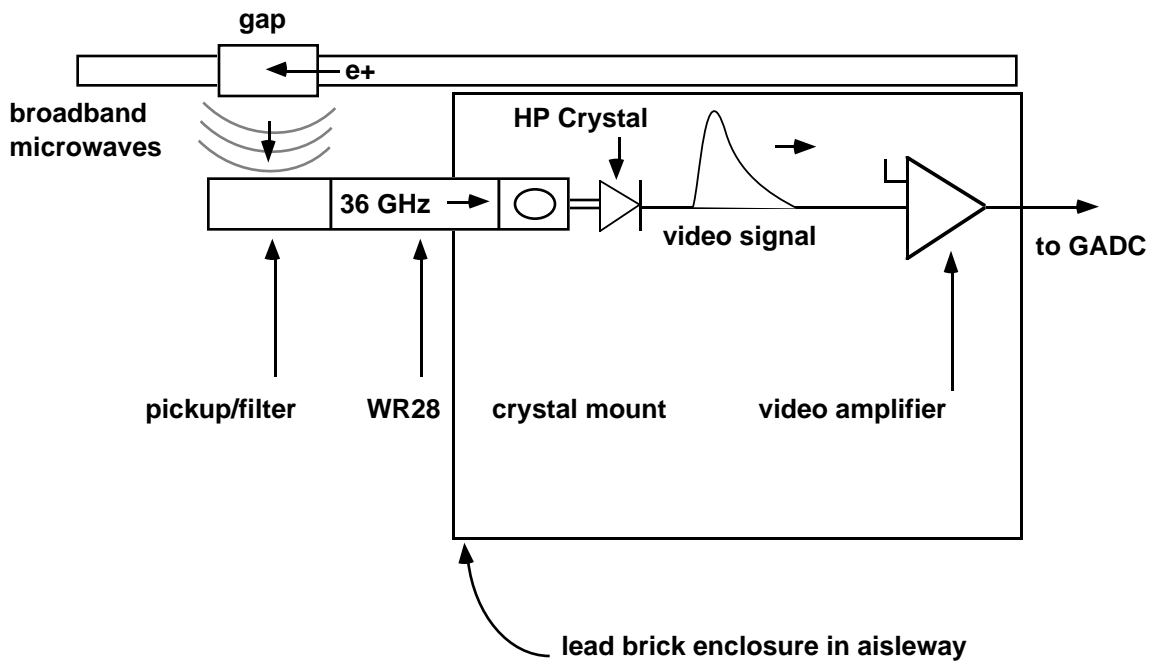 gap
e+
broadband
microwaves
HP Crystal
36 GHz
video signal
to GADC
pickup/filter
WR28
crystal mount
video amplifier
lead brick enclosure in aisleway